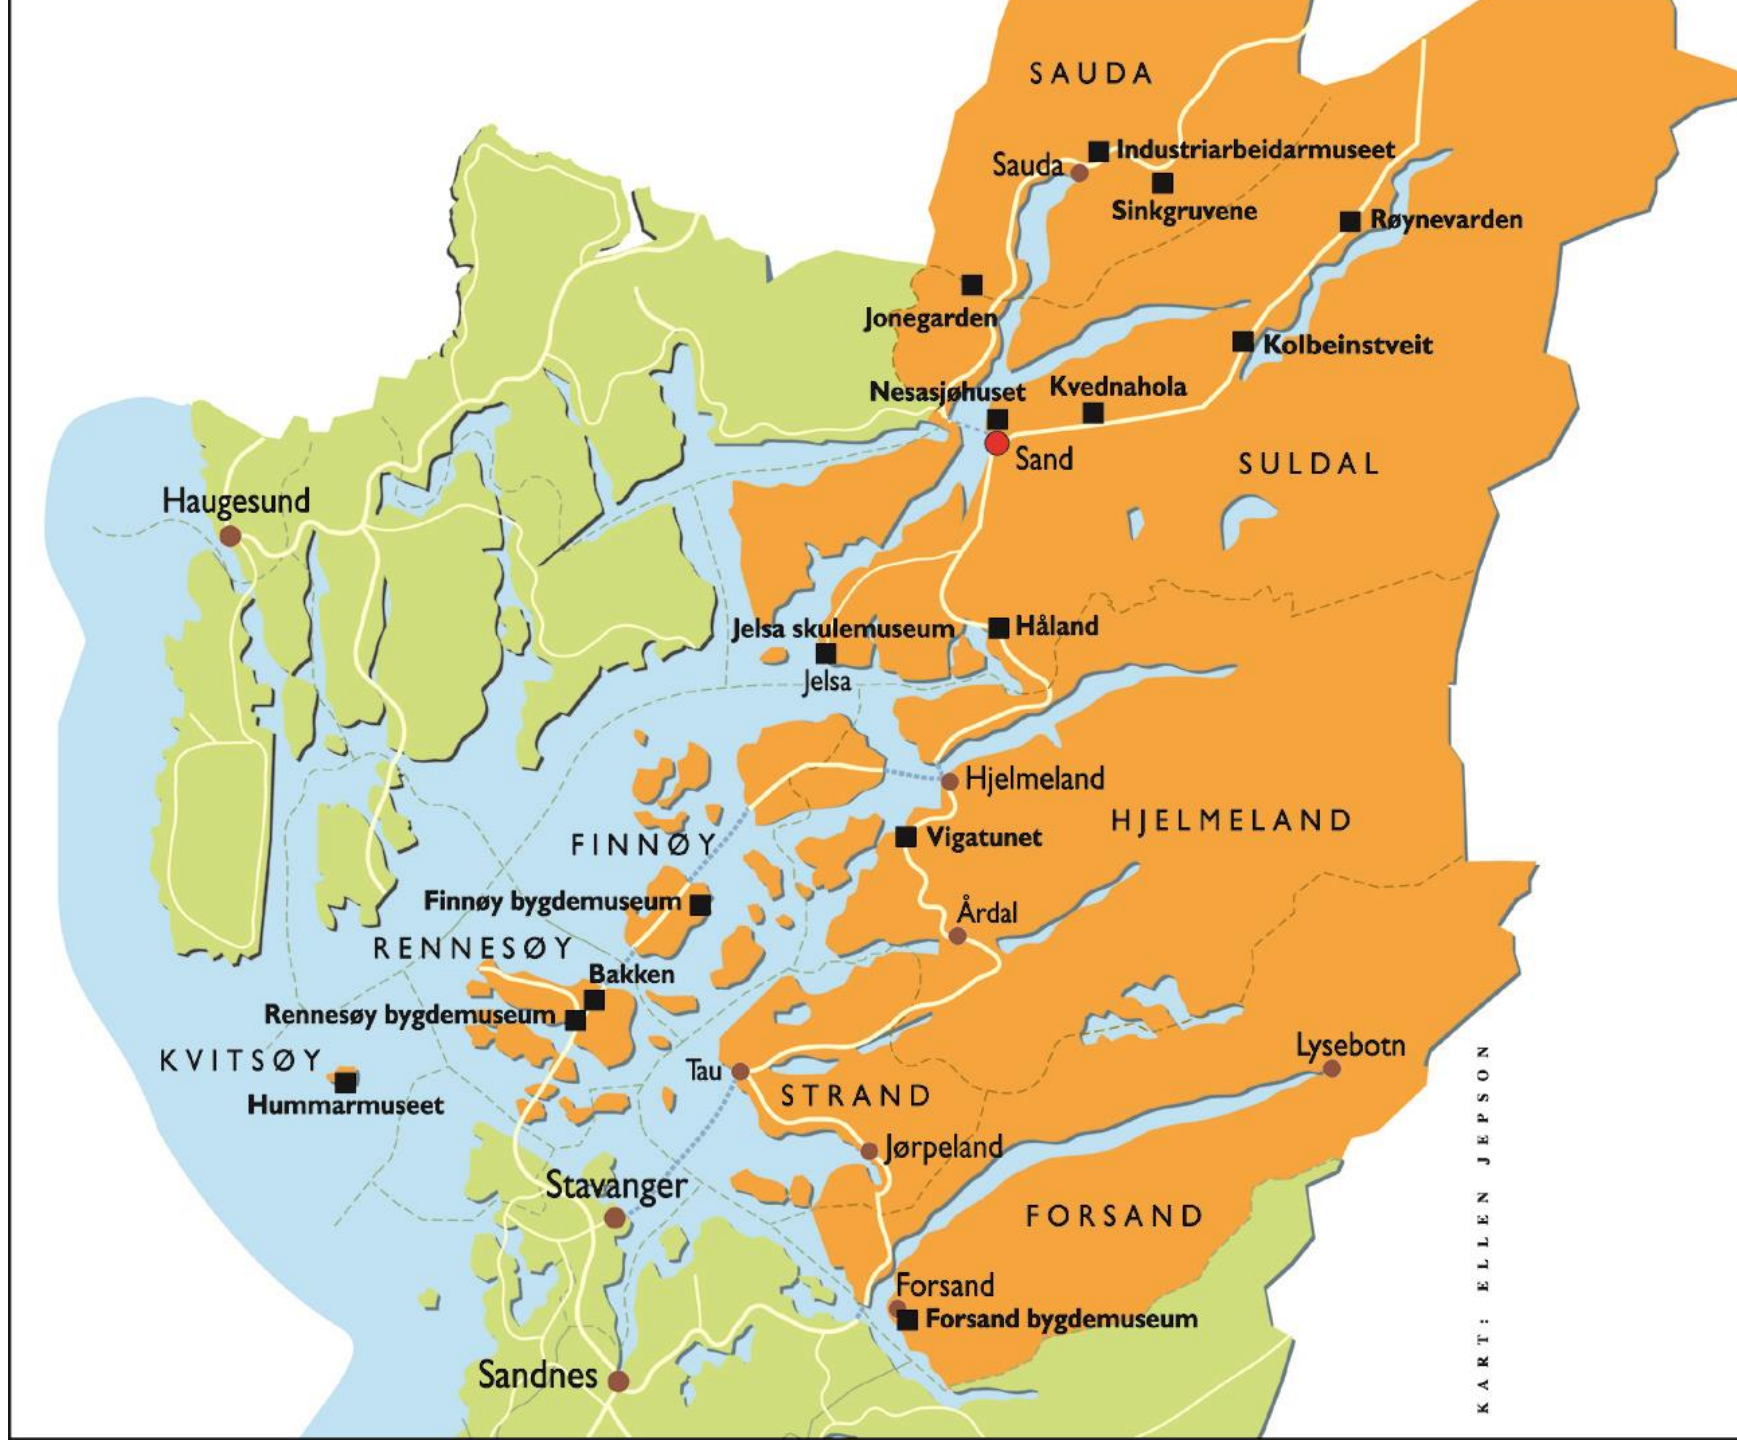 SAUDA
Industriarbeidarmuseet
Sauda
Sinkgruvene
Røynevarden
Jonegarden
Kolbeinstveit
Nesasjøhuset
Kvednahola
Sand
SULDAL
Haugesund
Jelsa skulemuseum
Håland
Jelsa
Hjelmeland
HJELMELAND
FINNØY
Vigatunet
Finnøy bygdemuseum
Årdal
RENNESØY
Bakken
Rennesøy bygdemuseum
Lysebotn
KVITSØY
Tau
STRAND
Hummarmuseet
Jørpeland
Stavanger
FORSAND
Forsand
Forsand bygdemuseum
Sandnes
KART: ELLEN JEPSON